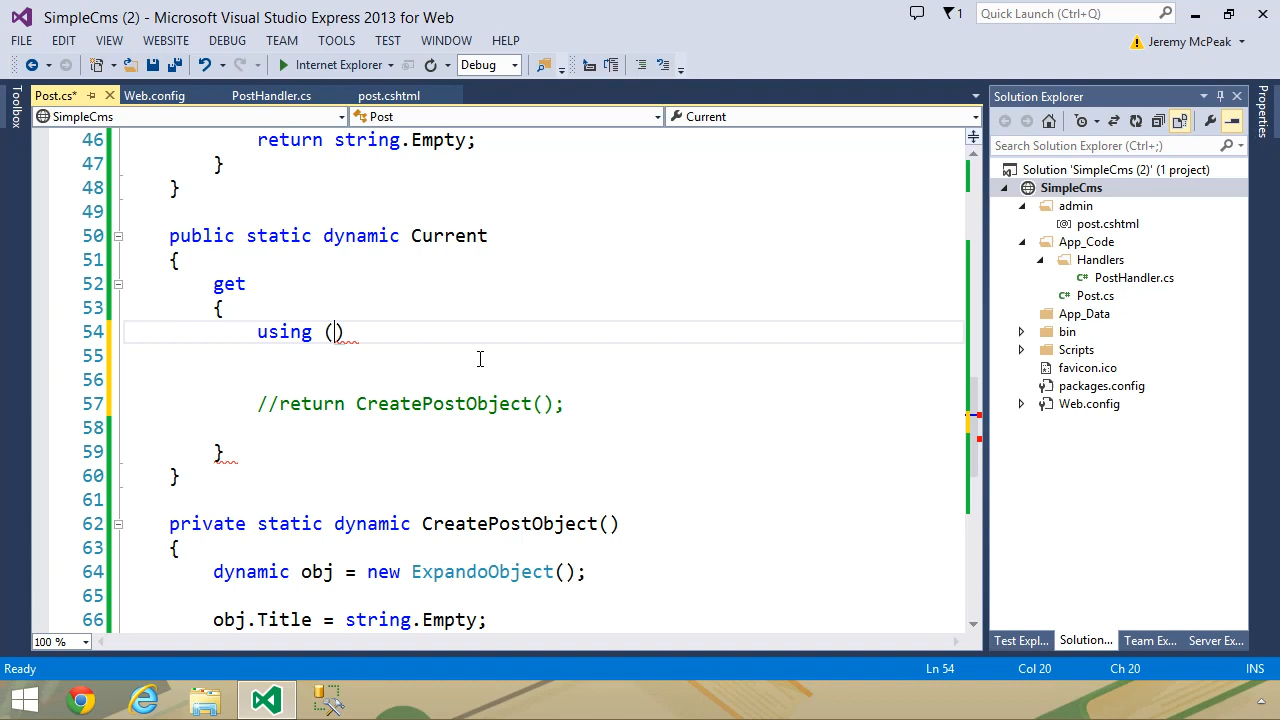 SimpleCms (2) - Microsoft Visual Studio Express 2013 for Web
1
Quick Launch (Ctrl+Q)
FILE EDIT VIEW WEBSITE DEBUG TEAM TOOLS TEST WINDOW HELP
Jeremy McPeak
Internet Explorer
Debug
Toolbox
Post.cs* Web.config PostHandler.cs post.cshtml
SimpleCms Post Current
46 return string.Empty;
47 }
48 }
49
50 public static dynamic Current
51 {
52 get
53 {
54 using ()
55
56
57 //return CreatePostObject();
58
59 }
60 }
61
62 private static dynamic CreatePostObject()
63 {
64 dynamic obj = new ExpandoObject();
65
66 obj.Title = string.Empty;
100 %
Solution Explorer
Search Solution Explorer (Ctrl+;)
Solution 'SimpleCms (2)' (1 project)
SimpleCms
admin
post.cshtml
App_Code
Handlers
PostHandler.cs
Post.cs
App_Data
bin
Scripts
favicon.ico
packages.config
Web.config
Test Expl... Solution... Team Ex... Server Ex...
Properties
Ready Ln 54 Col 20 Ch 20 INS